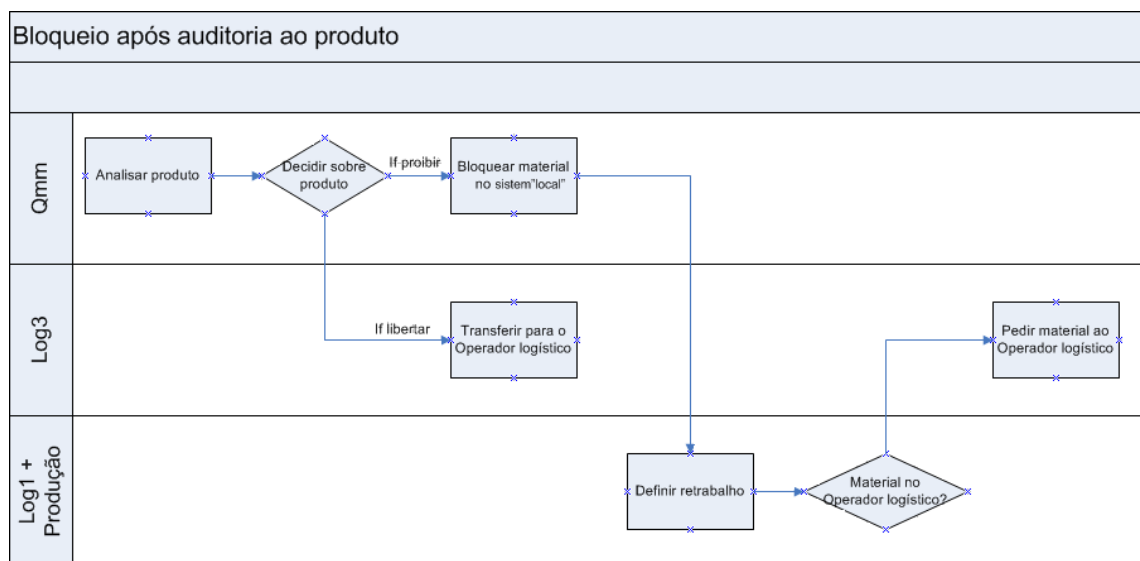 Bloqueio após auditoria ao produto
Qmm
Analisar produto
Decidir sobre
produto
If proibir
Bloquear material
no sistem"local"
Log3
If libertar
Transferir para o
Operador logístico
Pedir material ao
Operador logístico
Log1 +
Produção
Definir retrabalho
Material no
Operador logístico?